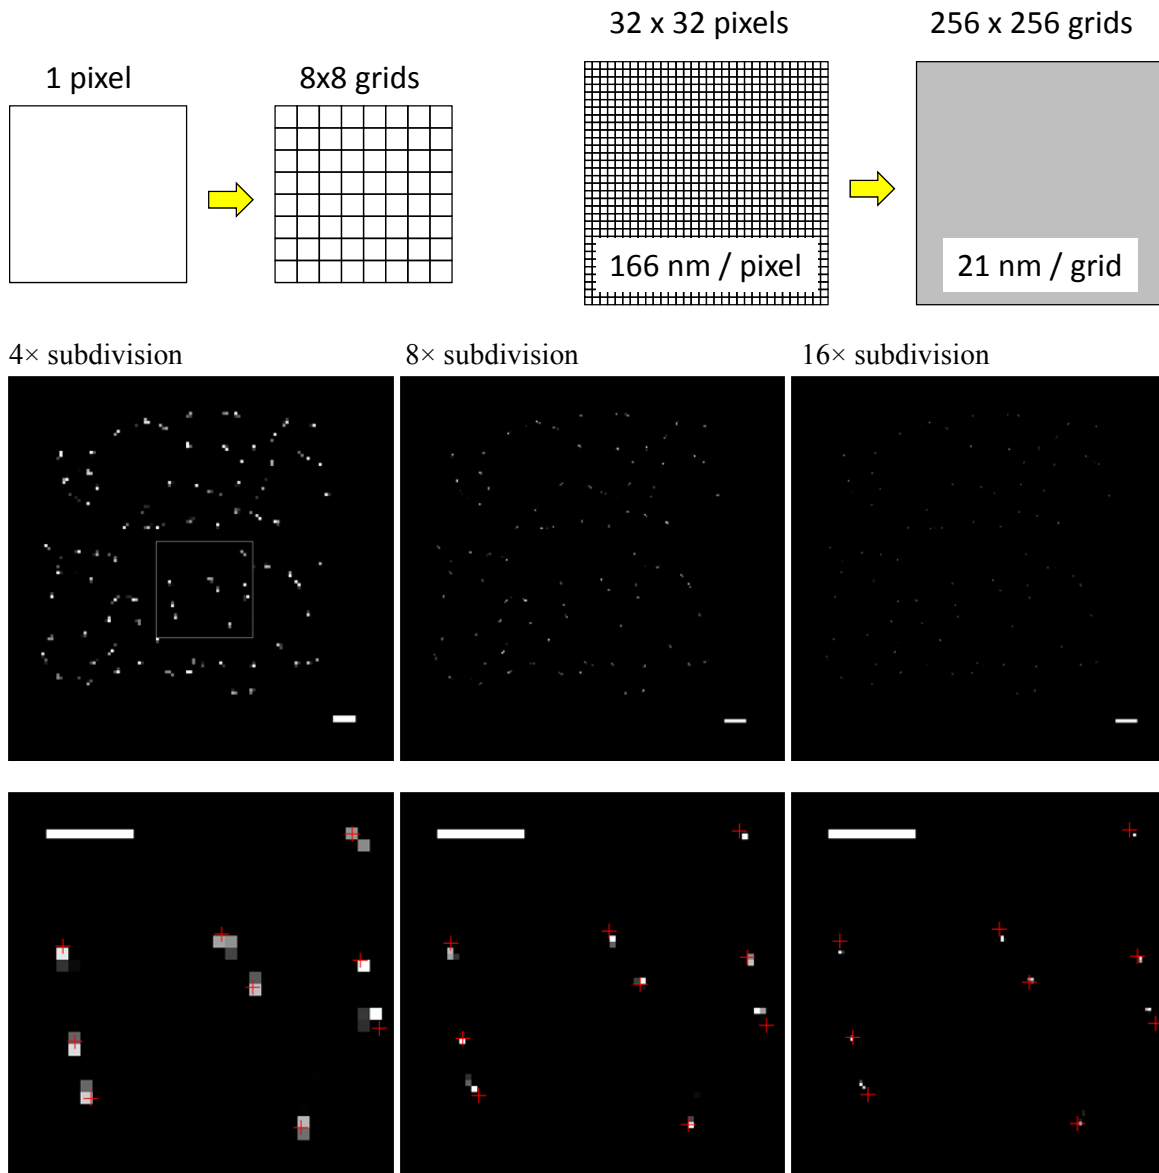 32 x 32 pixels
256 x 256 grids
1 pixel
8x8 grids
166 nm / pixel
21 nm / grid
4× subdivision
8× subdivision
16× subdivision